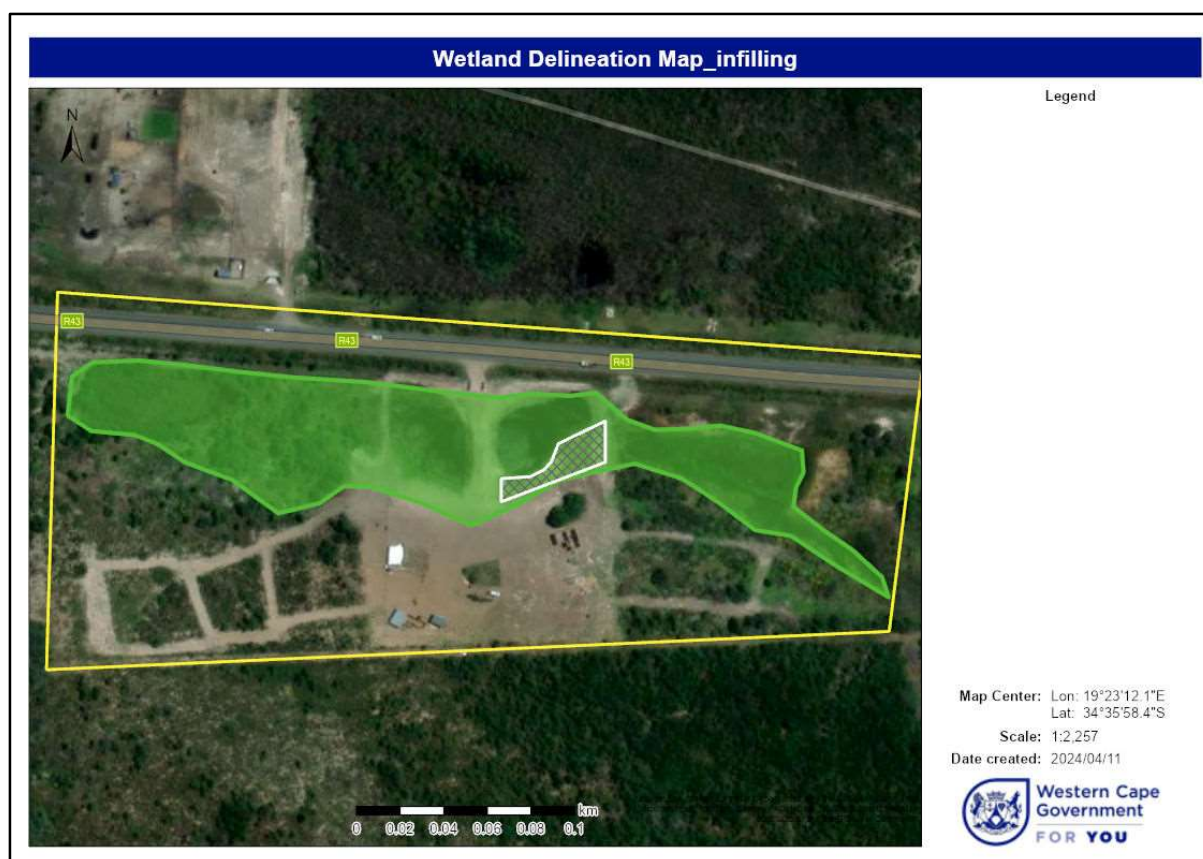 Wetland Delineation Map_infilling
Legend
N
R43
R43
R43
Map Center: Lon: 19°23'12.1"E
Lat: 34°35'58.4"S
Scale: 1:2,257
Date created: 2024/04/11
km
0 0.02 0.04 0.06 0.08 0.1
Western Cape
Government
FOR YOU